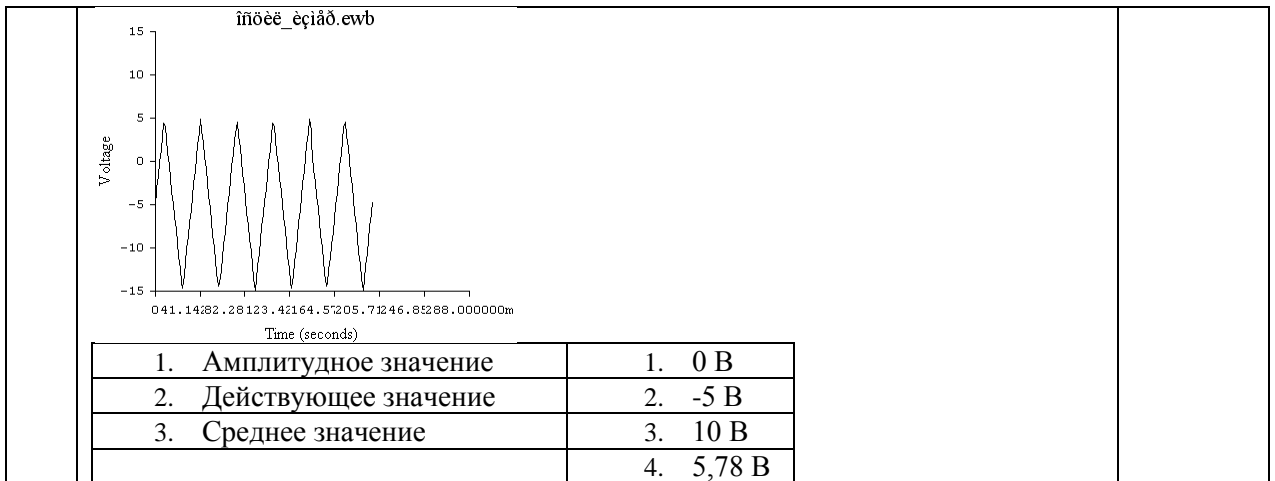 îñöèë_èçìåð.ewb
15
10
5
0
-5
-10
-15
Voltage
041.14282.28123.42164.57205.71246.85288.000000m
Time (seconds)
1. Амплитудное значение 1. 0 В
2. Действующее значение 2. -5 В
3. Среднее значение 3. 10 В
4. 5,78 В